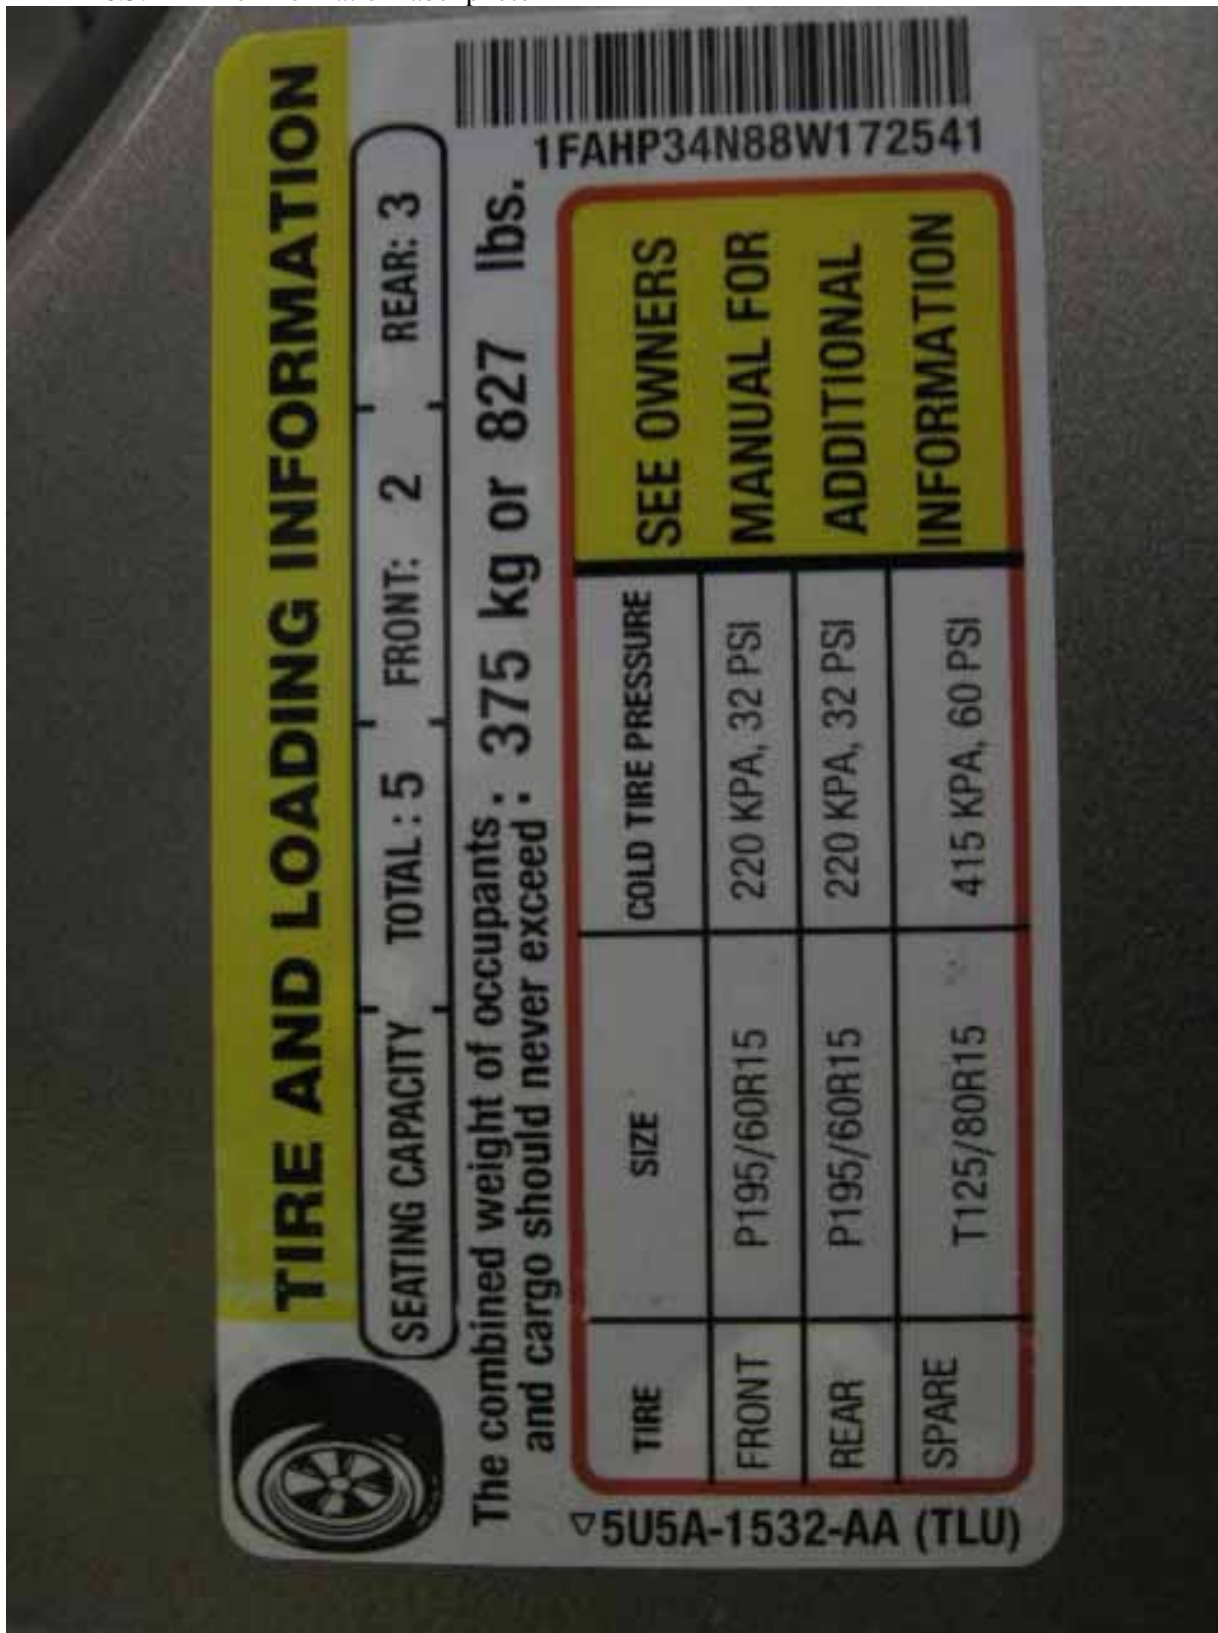 TIRE AND LOADING INFORMATION
SEATING CAPACITY TOTAL : 5 FRONT: 2 REAR: 3
The combined weight of occupants : 375 kg or 827 lbs.
and cargo should never exceed :
1FAHP34N88W172541
TIRE SIZE COLD TIRE PRESSURE
FRONT P195/60R15 220 KPA, 32 PSI
REAR P195/60R15 220 KPA, 32 PSI
SPARE T125/80R15 415 KPA, 60 PSI
SEE OWNERS
MANUAL FOR
ADDITIONAL
INFORMATION
5U5A-1532-AA (TLU)